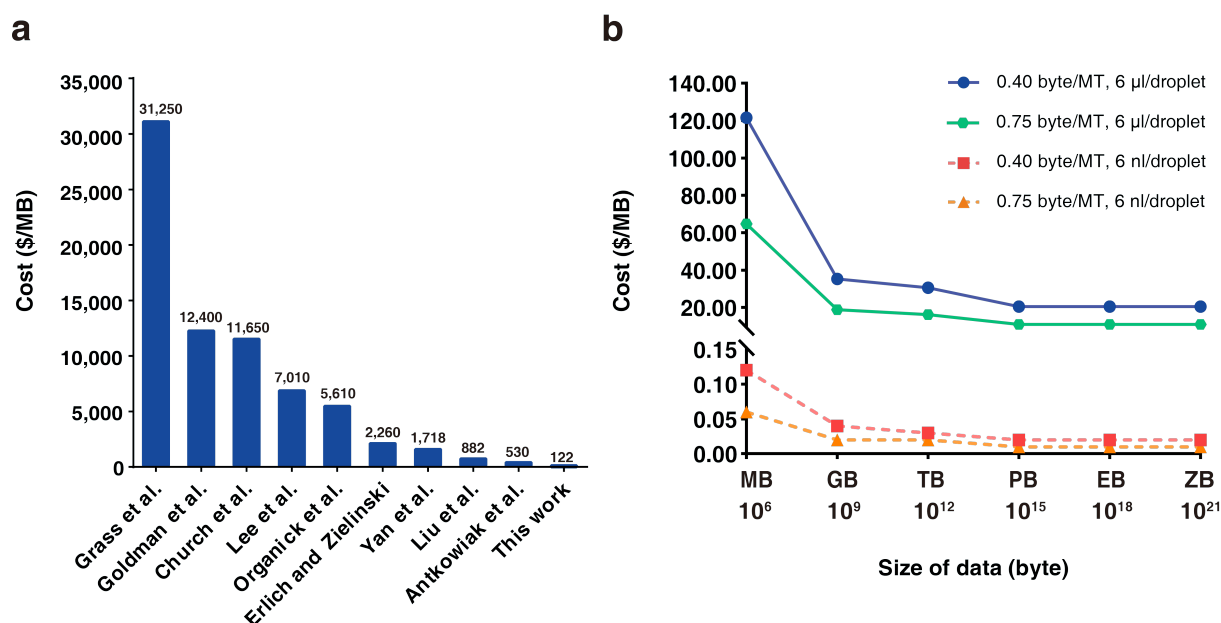 a
Cost ($/MB)
35,000
30,000
25,000
20,000
15,000
10,000
5,000
0
31,250
12,400
11,650
7,010
5,610
2,260
1,718
882
530
122
Grass et al.
Goldman et al.
Church et al.
Lee et al.
Organick et al.
Erlich and Zielinski
Yan et al.
Liu et al.
Antkowiak et al.
This work
b
Cost ($/MB)
140.00
120.00
100.00
80.00
60.00
40.00
20.00
0.15
0.10
0.05
0.00
0.40 byte/MT, 6 µl/droplet
0.75 byte/MT, 6 µl/droplet
0.40 byte/MT, 6 nl/droplet
0.75 byte/MT, 6 nl/droplet
MB GB TB PB EB ZB
10⁶ 10⁹ 10¹² 10¹⁵ 10¹⁸ 10²¹
Size of data (byte)